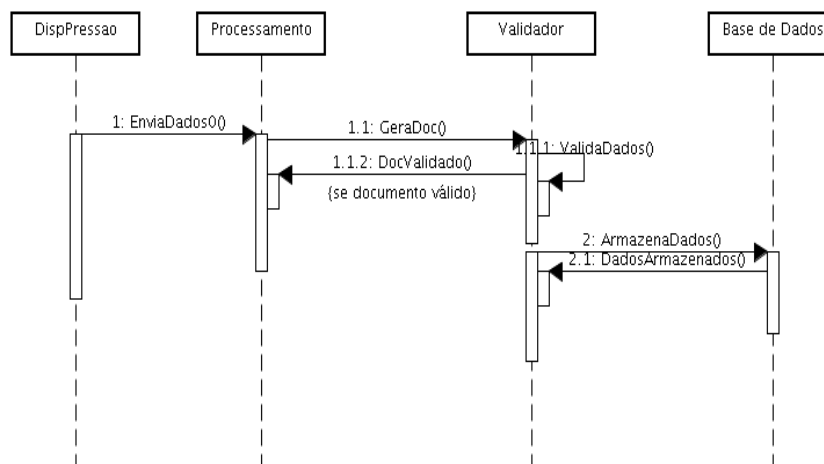 DispPressao
Processamento
Validador
Base de Dados
1: EnviaDados0()
1.1: GeraDoc()
1.1.1: ValidaDados()
1.1.2: DocValidado()
{se documento válido}
2: ArmazenaDados()
2.1: DadosArmazenados()